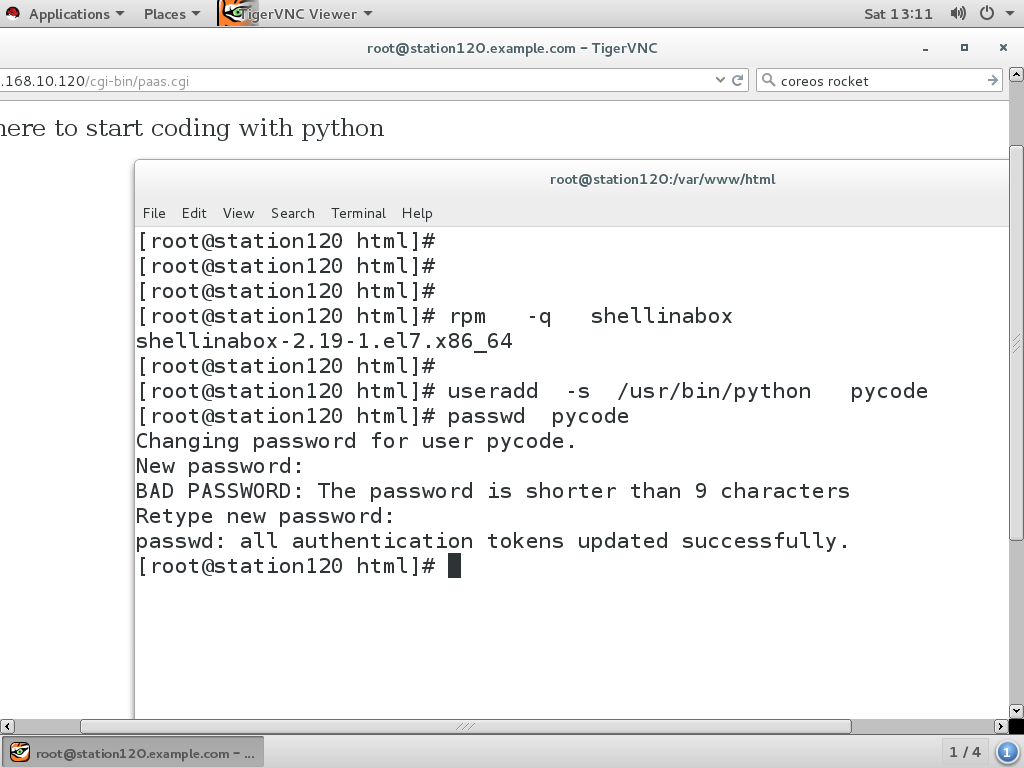 Applications Places TigerVNC Viewer Sat 13:11
root@station120.example.com – TigerVNC
.168.10.120/cgi-bin/paas.cgi coreos rocket
here to start coding with python
root@station120:/var/www/html
File Edit View Search Terminal Help
[root@station120 html]#
[root@station120 html]#
[root@station120 html]#
[root@station120 html]# rpm -q shellinabox
shellinabox-2.19-1.el7.x86_64
[root@station120 html]#
[root@station120 html]# useradd -s /usr/bin/python pycode
[root@station120 html]# passwd pycode
Changing password for user pycode.
New password:
BAD PASSWORD: The password is shorter than 9 characters
Retype new password:
passwd: all authentication tokens updated successfully.
[root@station120 html]#
root@station120.example.com – ... 1 / 4 1